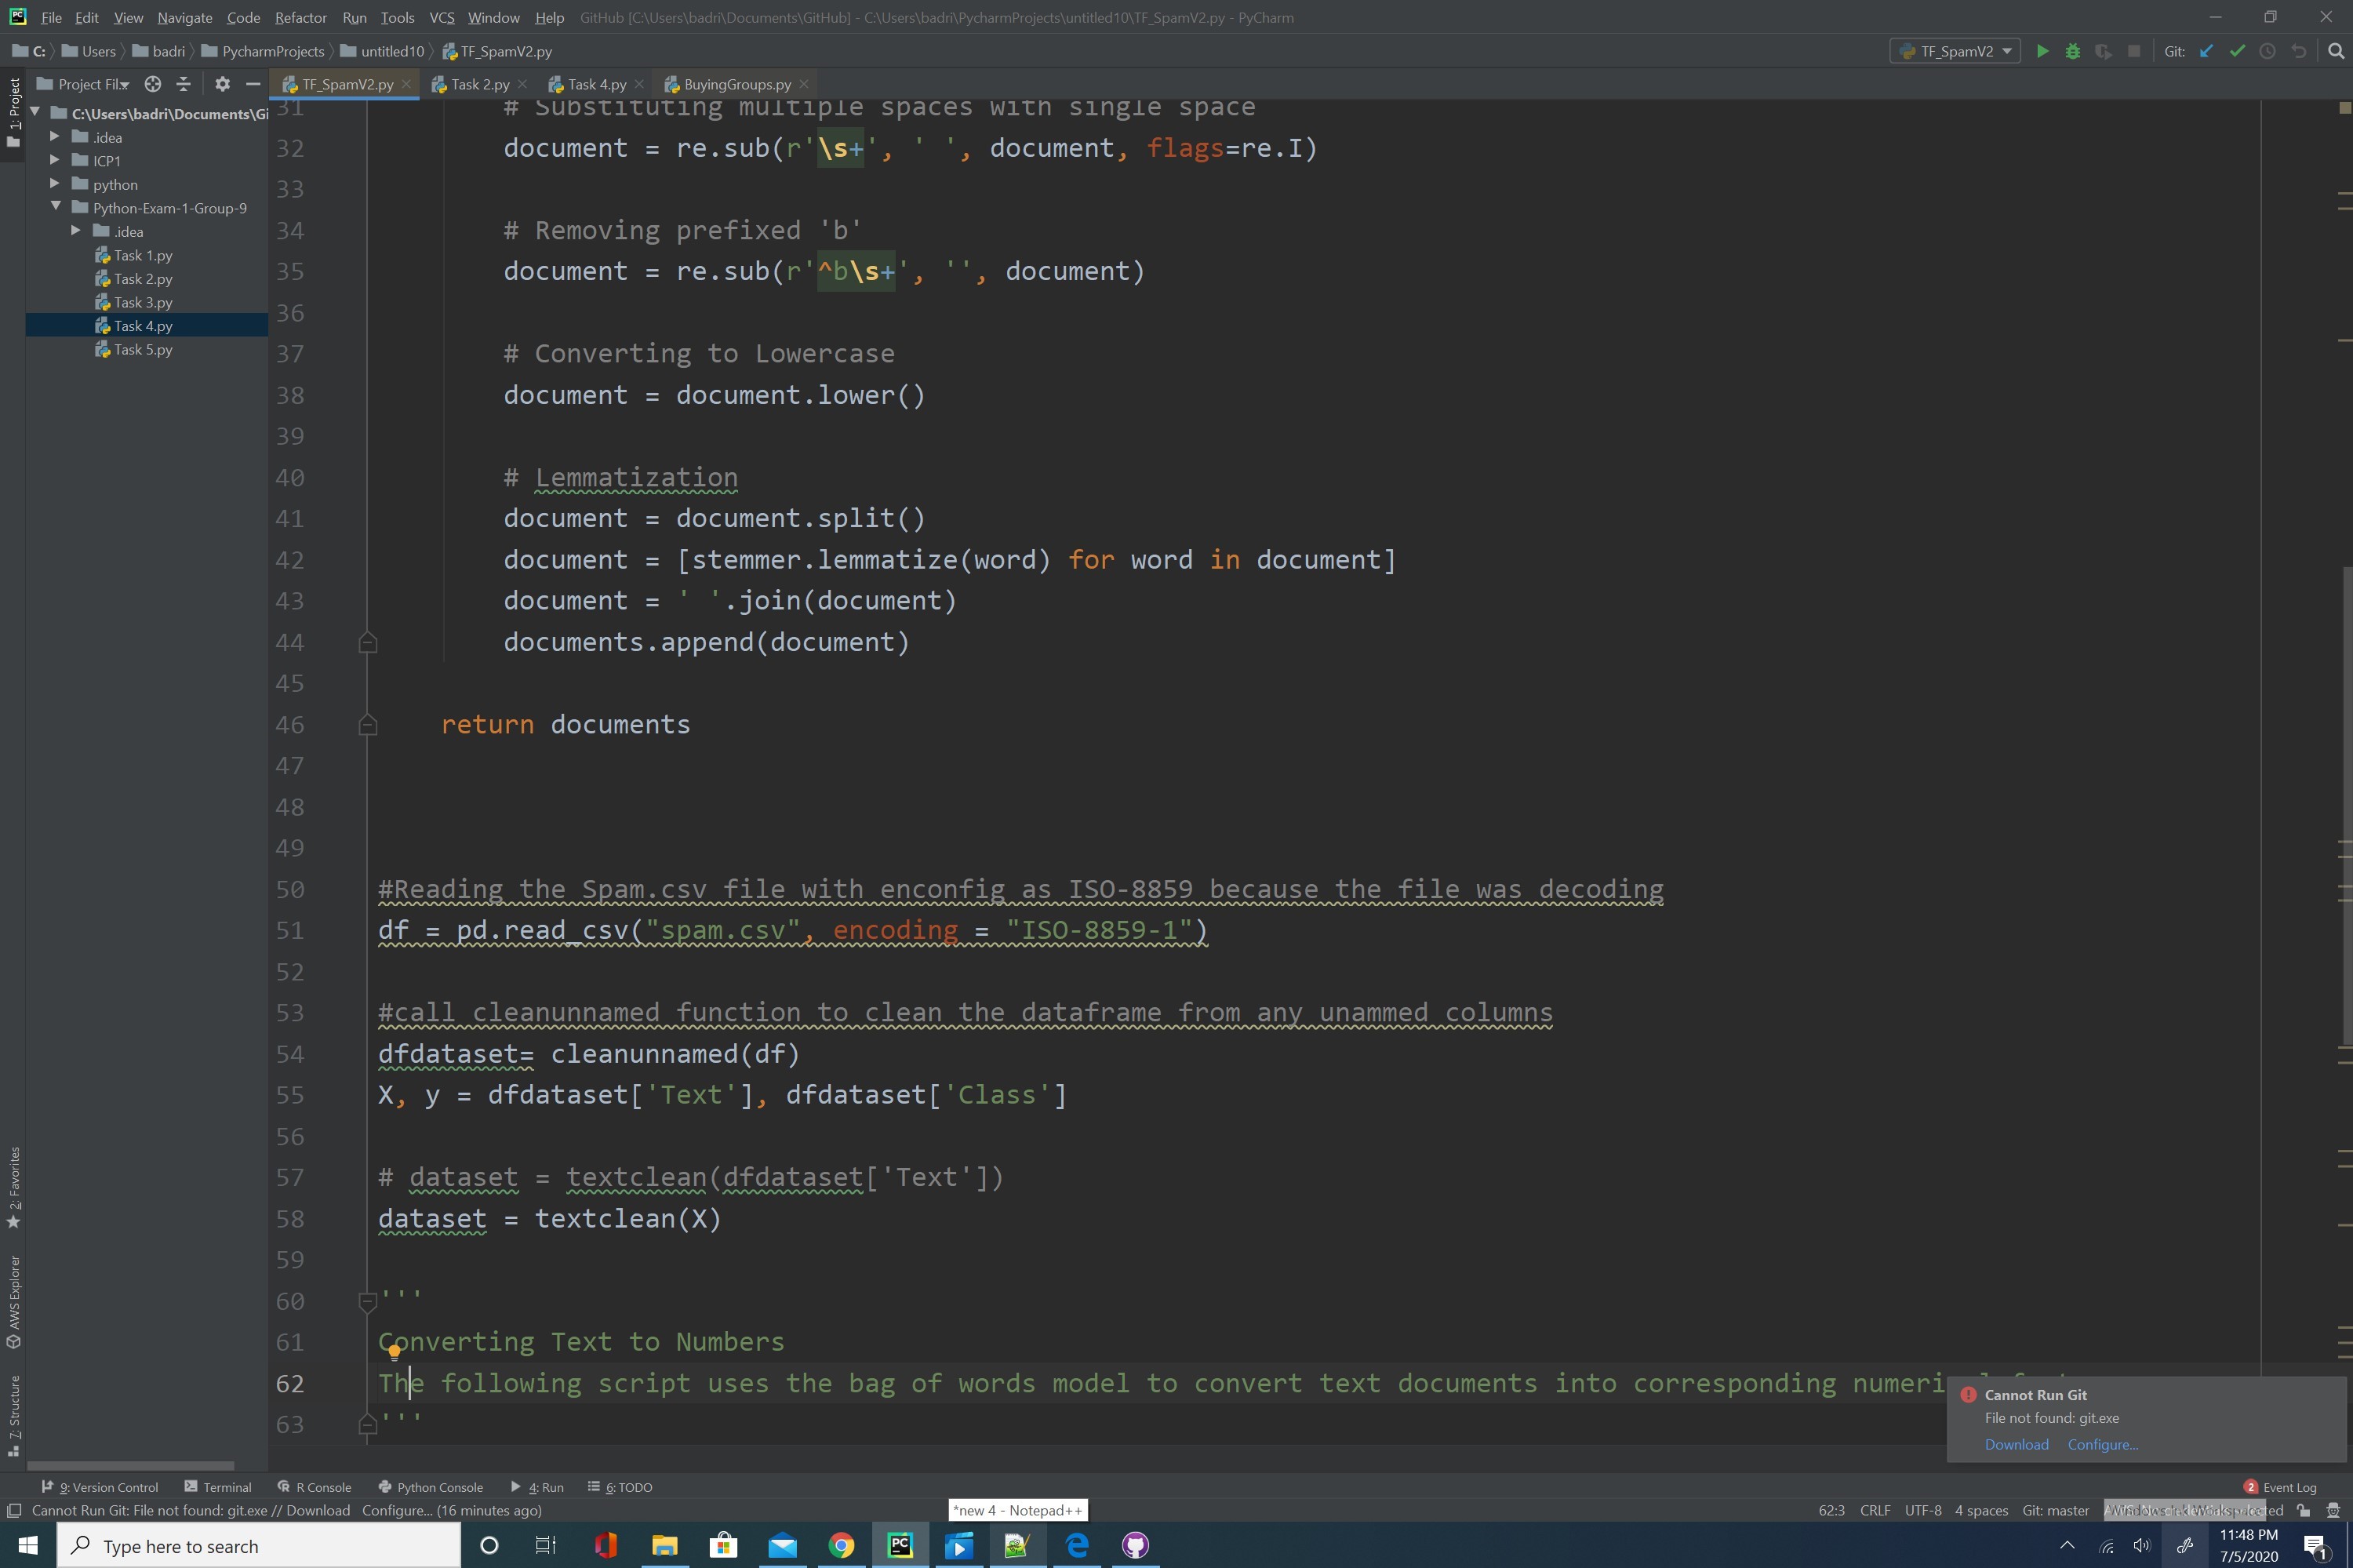 File Edit View Navigate Code Refactor Run Tools VCS Window Help GitHub [C:\Users\badri\Documents\GitHub] - C:\Users\badri\PycharmProjects\untitled10\TF_SpamV2.py - PyCharm
C: Users badri PycharmProjects untitled10 TF_SpamV2.py TF_SpamV2 Git:
Project Fil TF_SpamV2.py Task 2.py Task 4.py BuyingGroups.py
1: Project
C:\Users\badri\Documents\Gi
.idea
ICP1
python
Python-Exam-1-Group-9
.idea
Task 1.py
Task 2.py
Task 3.py
Task 4.py
Task 5.py
2: Favorites
AWS Explorer
7: Structure
31 # Substituting multiple spaces with single space
32 document = re.sub(r'\s+', ' ', document, flags=re.I)
33
34 # Removing prefixed 'b'
35 document = re.sub(r'^b\s+', '', document)
36
37 # Converting to Lowercase
38 document = document.lower()
39
40 # Lemmatization
41 document = document.split()
42 document = [stemmer.lemmatize(word) for word in document]
43 document = ' '.join(document)
44 documents.append(document)
45
46 return documents
47
48
49
50 #Reading the Spam.csv file with enconfig as ISO-8859 because the file was decoding
51 df = pd.read_csv("spam.csv", encoding = "ISO-8859-1")
52
53 #call cleanunnamed function to clean the dataframe from any unammed columns
54 dfdataset= cleanunnamed(df)
55 X, y = dfdataset['Text'], dfdataset['Class']
56
57 # dataset = textclean(dfdataset['Text'])
58 dataset = textclean(X)
59
60 '''
61 Converting Text to Numbers
62 The following script uses the bag of words model to convert text documents into corresponding numeri
63 '''
Cannot Run Git
File not found: git.exe
Download Configure...
9: Version Control Terminal R Console Python Console 4: Run 6: TODO 2 Event Log
Cannot Run Git: File not found: git.exe // Download Configure... (16 minutes ago) *new 4 - Notepad++ 62:3 CRLF UTF-8 4 spaces Git: master
Type here to search
11:48 PM
7/5/2020
1